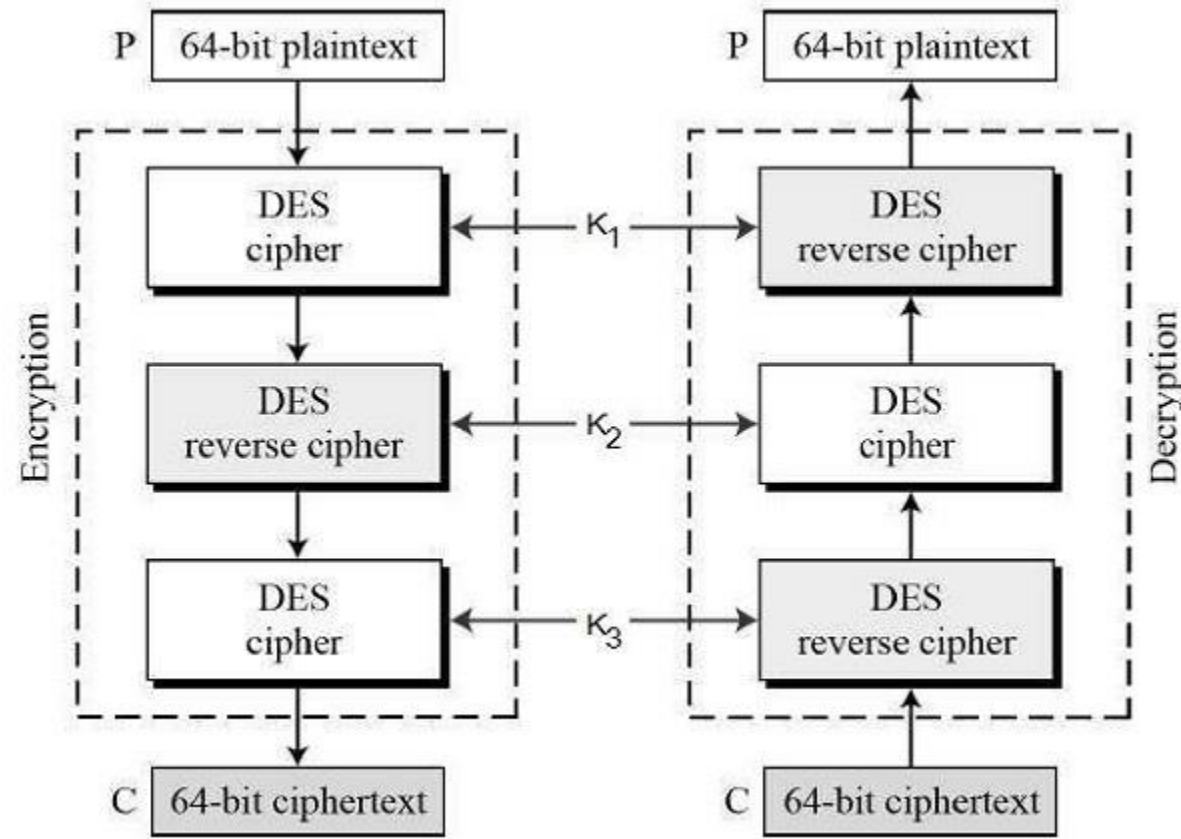 P 64-bit plaintext
P 64-bit plaintext
Encryption
DES
cipher
K1
DES
reverse cipher
DES
reverse cipher
K2
DES
cipher
DES
cipher
K3
DES
reverse cipher
Decryption
C 64-bit ciphertext
C 64-bit ciphertext